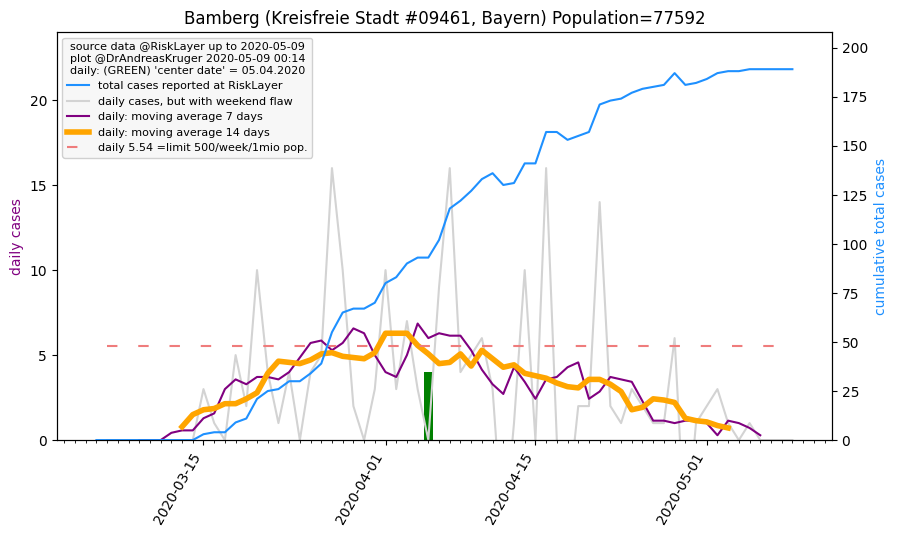 Bamberg (Kreisfreie Stadt #09461, Bayern) Population=77592
source data @RiskLayer up to 2020-05-09
plot @DrAndreasKruger 2020-05-09 00:14
daily: (GREEN) 'center date' = 05.04.2020
total cases reported at RiskLayer
daily cases, but with weekend flaw
daily: moving average 7 days
daily: moving average 14 days
daily 5.54 =limit 500/week/1mio pop.
daily cases
20
15
10
5
0
cumulative total cases
200
175
150
125
100
75
50
25
0
2020-03-15
2020-04-01
2020-04-15
2020-05-01